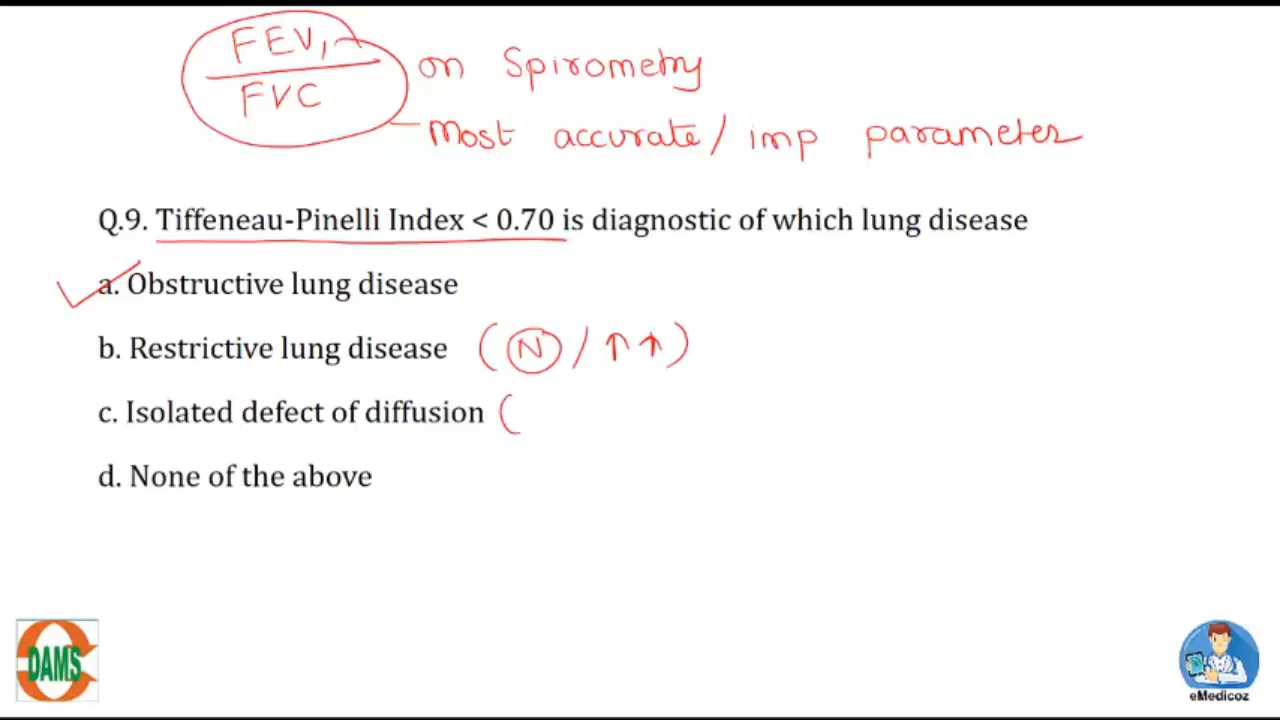 FEV₁
FVC
on Spirometry
Most accurate/ imp parameter
Q.9. Tiffeneau-Pinelli Index < 0.70 is diagnostic of which lung disease
a. Obstructive lung disease
b. Restrictive lung disease (N/↑↑)
c. Isolated defect of diffusion (
d. None of the above
DAMS
eMedicoz